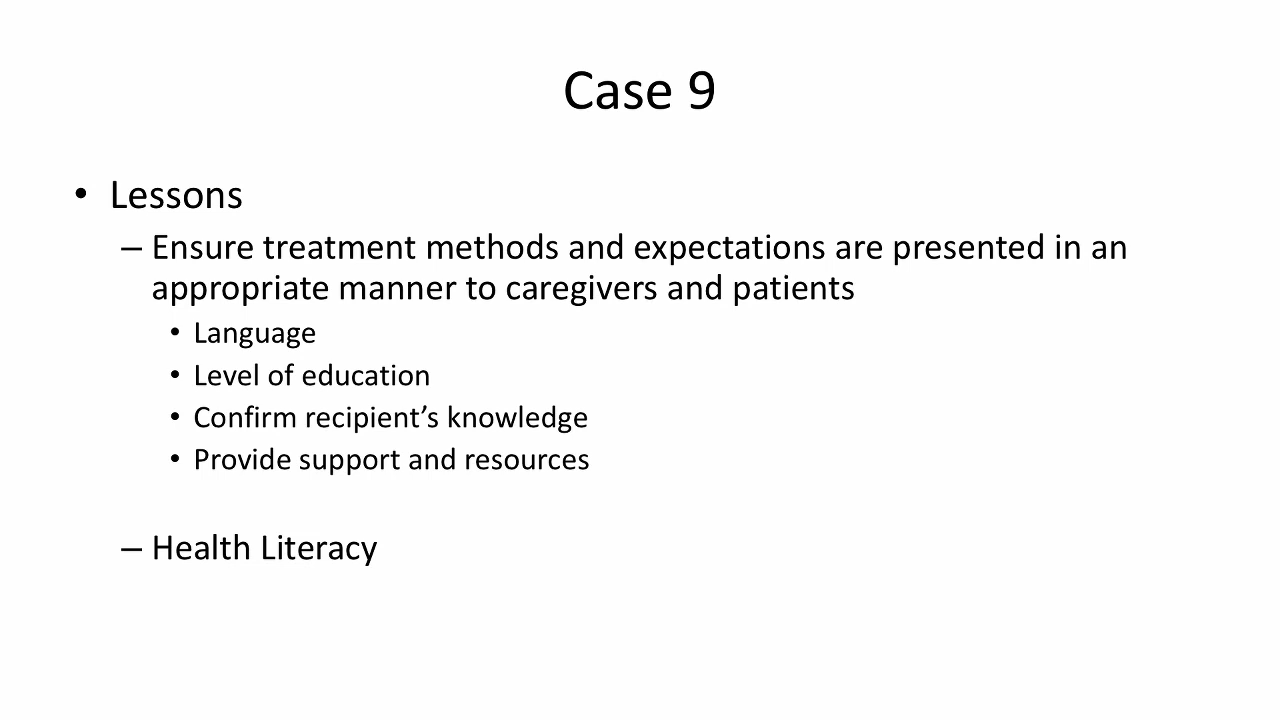 Case 9
• Lessons
– Ensure treatment methods and expectations are presented in an
appropriate manner to caregivers and patients
• Language
• Level of education
• Confirm recipient’s knowledge
• Provide support and resources
– Health Literacy